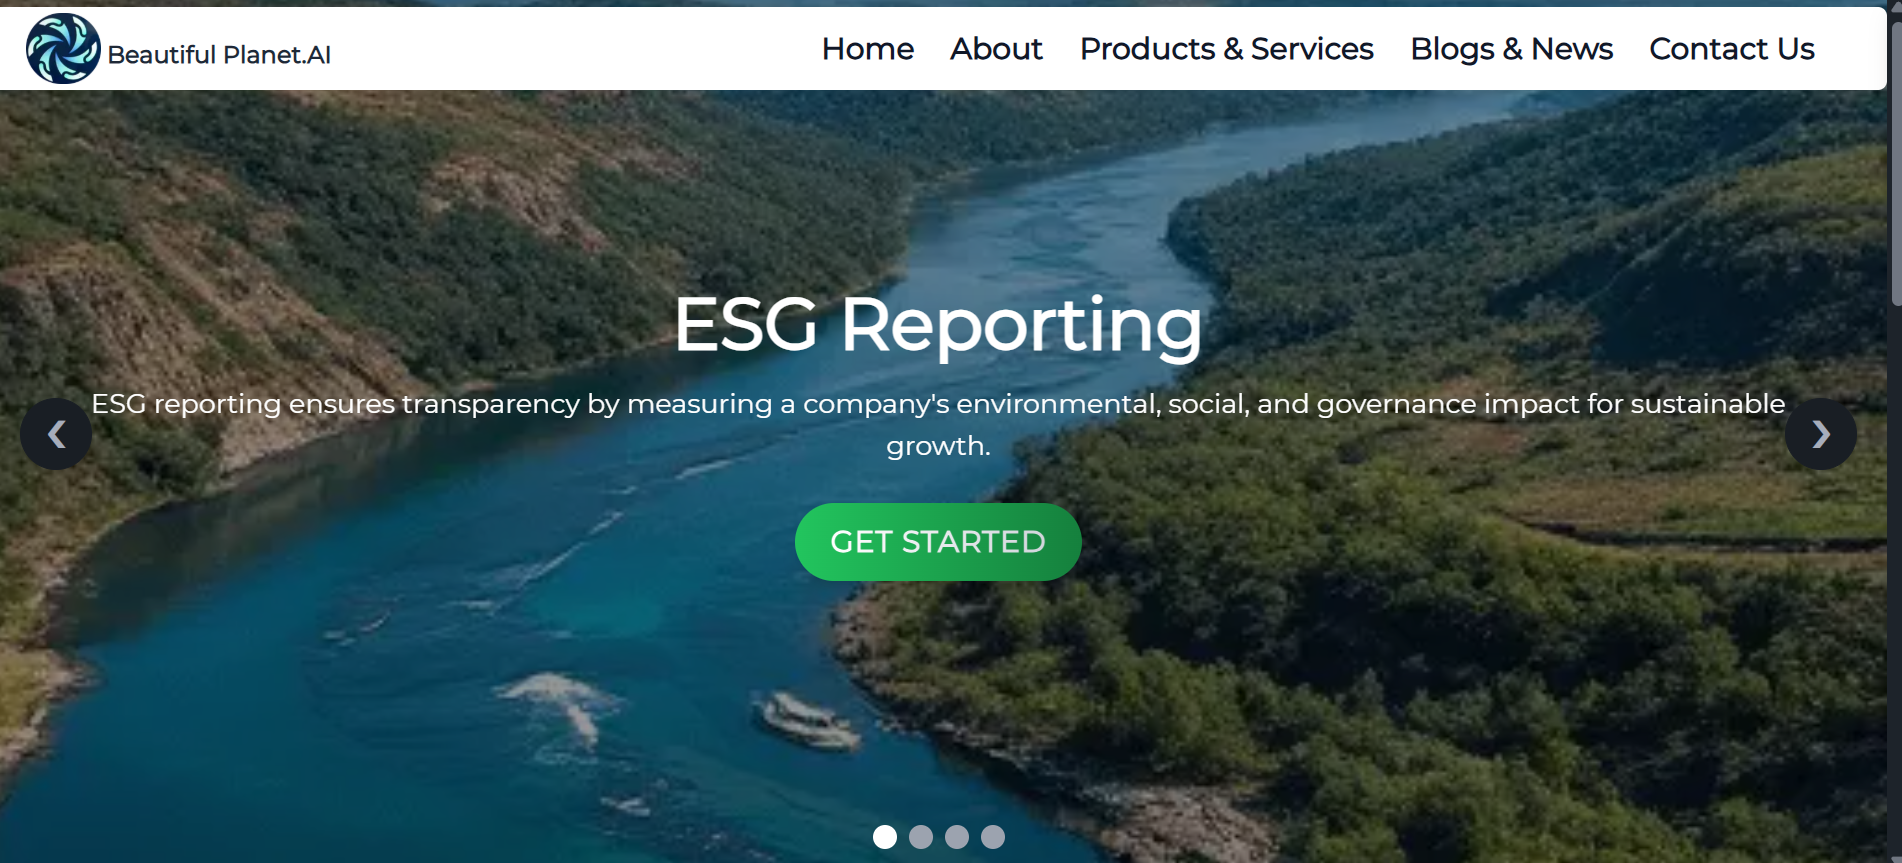 Beautiful Planet.AI
Home About Products & Services Blogs & News Contact Us
ESG Reporting
ESG reporting ensures transparency by measuring a company's environmental, social, and governance impact for sustainable
growth.
GET STARTED